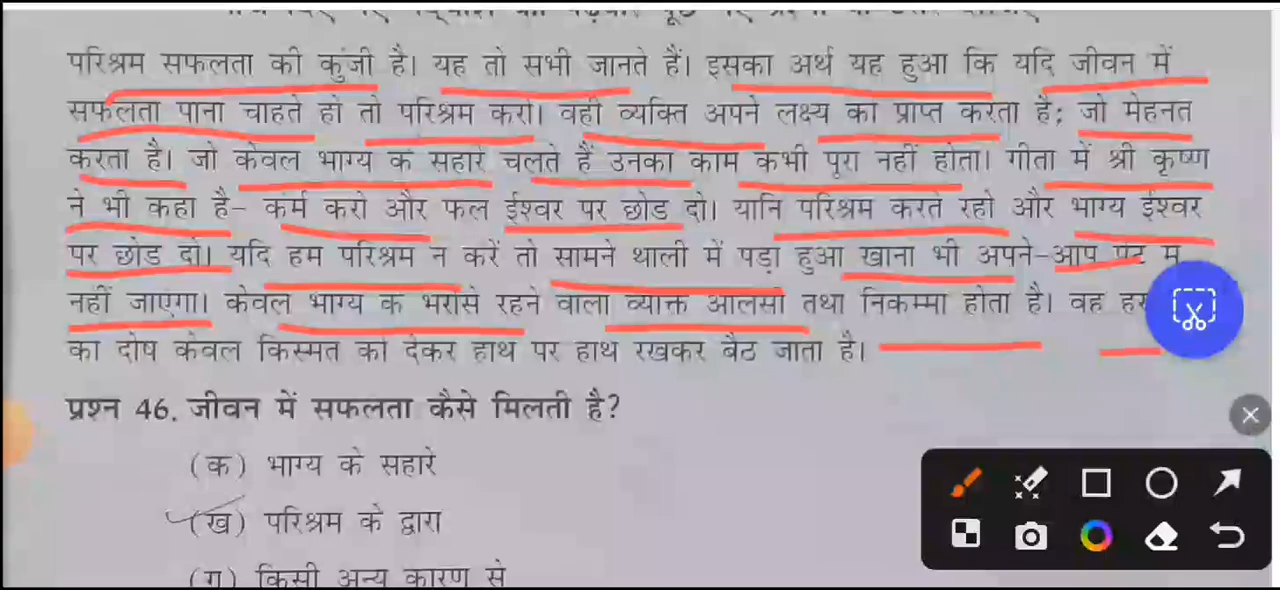 परिश्रम सफलता की कुंजी है। यह तो सभी जानते हैं। इसका अर्थ यह हुआ कि यदि जीवन में
सफलता पाना चाहते हो तो परिश्रम करो। वही व्यक्ति अपने लक्ष्य को प्राप्त करता है; जो मेहनत
करता है। जो केवल भाग्य के सहारे चलते हैं उनका काम कभी पूरा नहीं होता। गीता में श्री कृष्ण
ने भी कहा है- कर्म करो और फल ईश्वर पर छोड दो। यानि परिश्रम करते रहो और भाग्य ईश्वर
पर छोड दो। यदि हम परिश्रम न करें तो सामने थाली में पड़ा हुआ खाना भी अपने-आप पेट में
नहीं जाएगा। केवल भाग्य के भरोसे रहने वाला व्यक्ति आलसी तथा निकम्मा होता है। वह
का दोष केवल किस्मत को देकर हाथ पर हाथ रखकर बैठ जाता है।
प्रश्न 46. जीवन में सफलता कैसे मिलती है?
(क) भाग्य के सहारे
(ख) परिश्रम के द्वारा
(ग) किसी अन्य कारण से